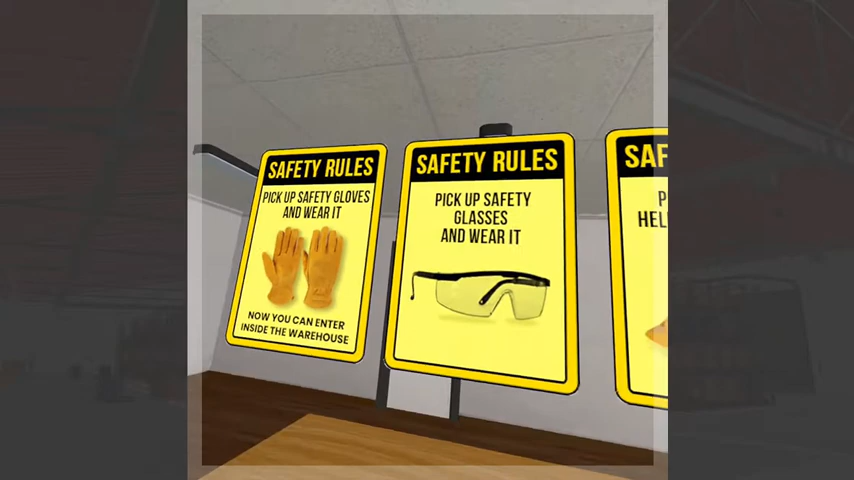 SAFETY RULES
PICK UP SAFETY GLOVES
AND WEAR IT
NOW YOU CAN ENTER
INSIDE THE WAREHOUSE
SAFETY RULES
PICK UP SAFETY
GLASSES
AND WEAR IT